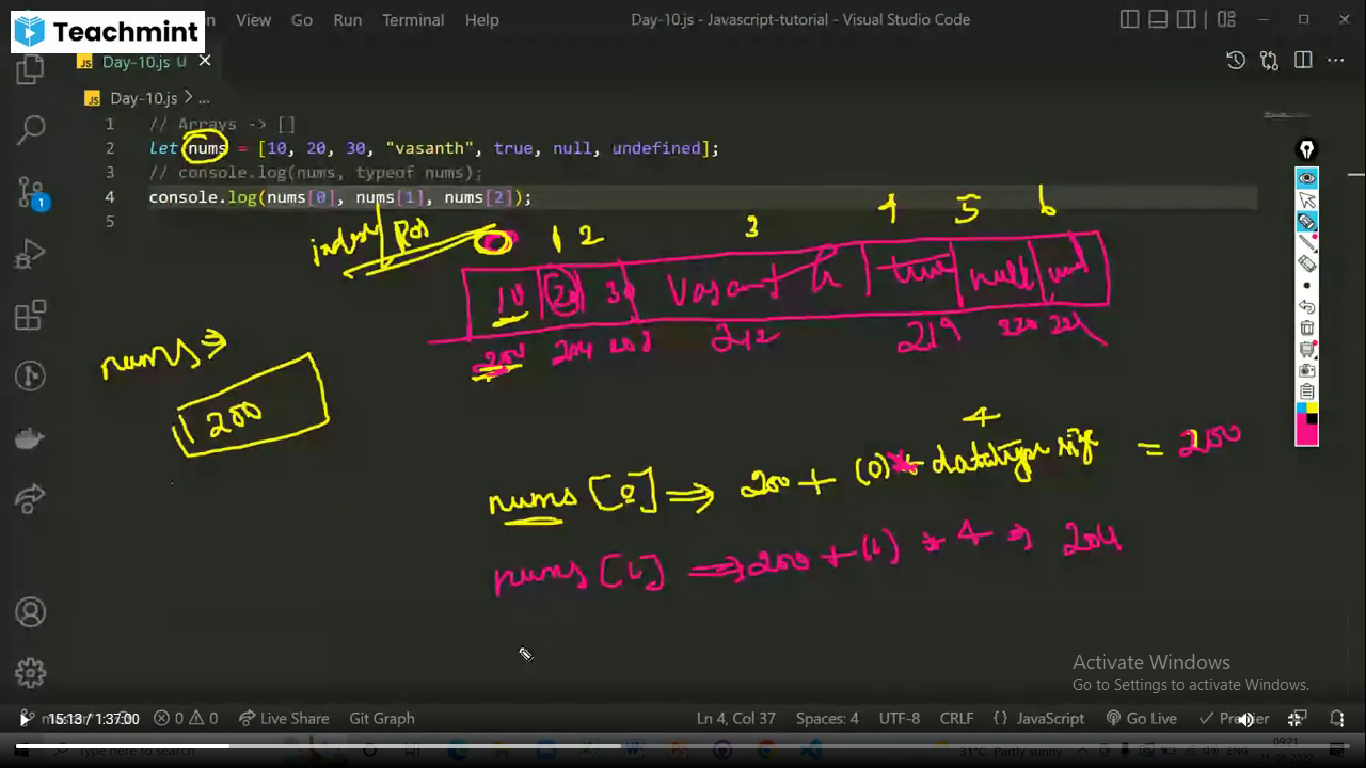 Teachmint
View Go Run Terminal Help
Day-10.js - Javascript-tutorial - Visual Studio Code
JS Day-10.js U
JS Day-10.js > ...
1 // Arrays -> []
2 let nums = [10, 20, 30, "vasanth", true, null, undefined];
3 // console.log(nums, typeof nums);
4 console.log(nums[0], nums[1], nums[2]);
5
1
index Pos 0 1 2 3 4 5 6
10 20 30 Vasanth true null und
200 204 208 212 219 220 221
nums →
200
4
nums [0] ⇒ 200 + (0) * datatype size = 200
nums [1] ⇒ 200 + (1) * 4 ⇒ 204
Activate Windows
Go to Settings to activate Windows.
15:13 / 1:37:00
0 0 Live Share Git Graph Ln 4, Col 37 Spaces: 4 UTF-8 CRLF {} JavaScript Go Live
Type here to search 31°C Partly sunny ENG 09:21